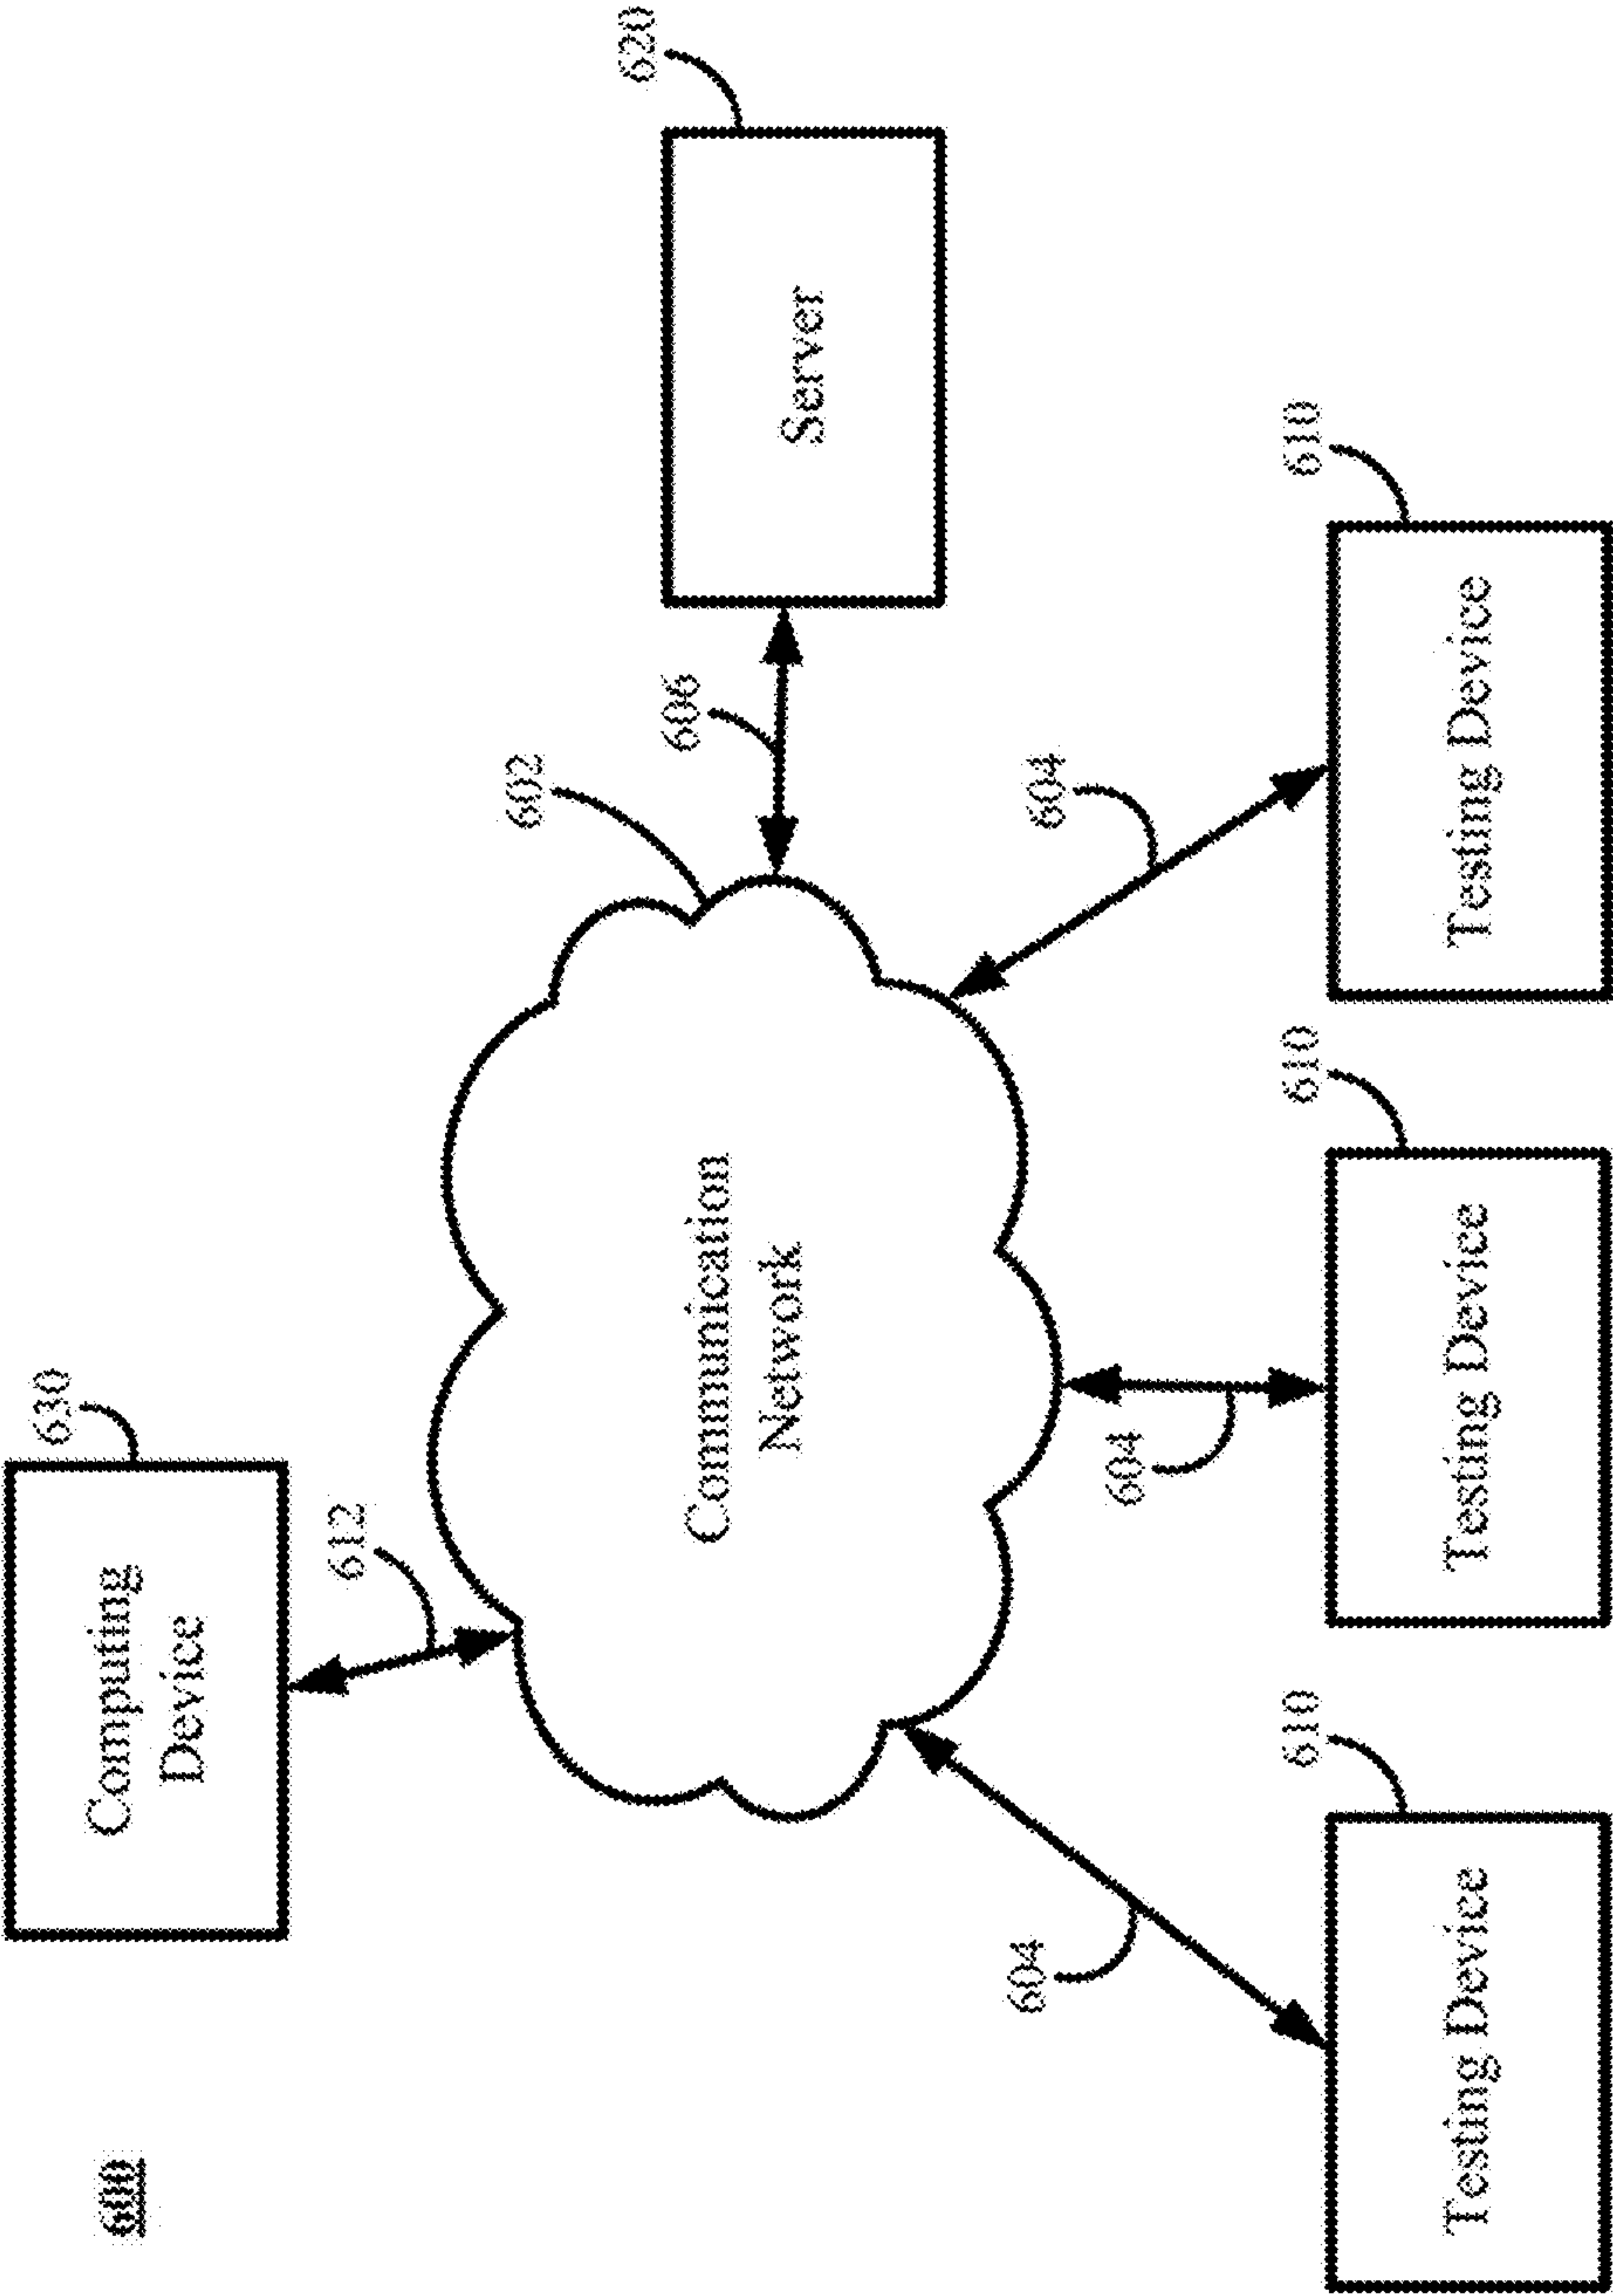 630
600
Computing
Device
612
602
620
606
Communication
Network
Server
604
604
604
610
610
610
Testing Device
Testing Device
Testing Device